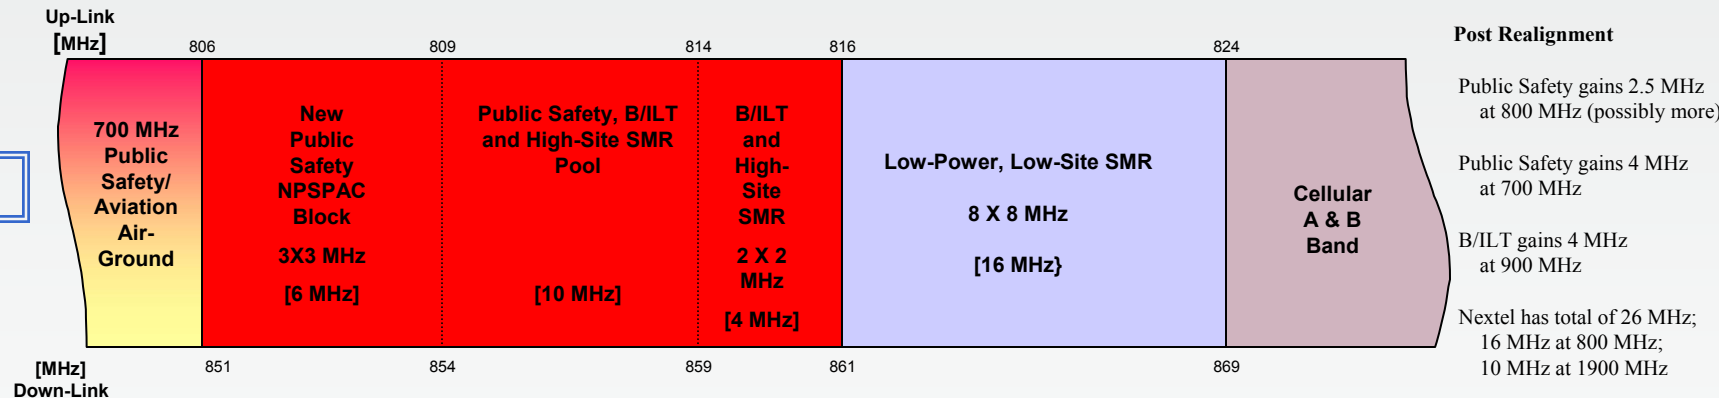 Up-Link
[MHz]
806
809
814
816
824
700 MHz
Public
Safety/
Aviation
Air-
Ground
New
Public
Safety
NPSPAC
Block
3X3 MHz
[6 MHz]
Public Safety, B/ILT
and High-Site SMR
Pool
[10 MHz]
B/ILT
and
High-
Site
SMR
2 X 2
MHz
[4 MHz]
Low-Power, Low-Site SMR
8 X 8 MHz
[16 MHz}
Cellular
A & B
Band
[MHz]
Down-Link
851
854
859
861
869
Post Realignment
Public Safety gains 2.5 MHz
at 800 MHz (possibly more)
Public Safety gains 4 MHz
at 700 MHz
B/ILT gains 4 MHz
at 900 MHz
Nextel has total of 26 MHz;
16 MHz at 800 MHz;
10 MHz at 1900 MHz